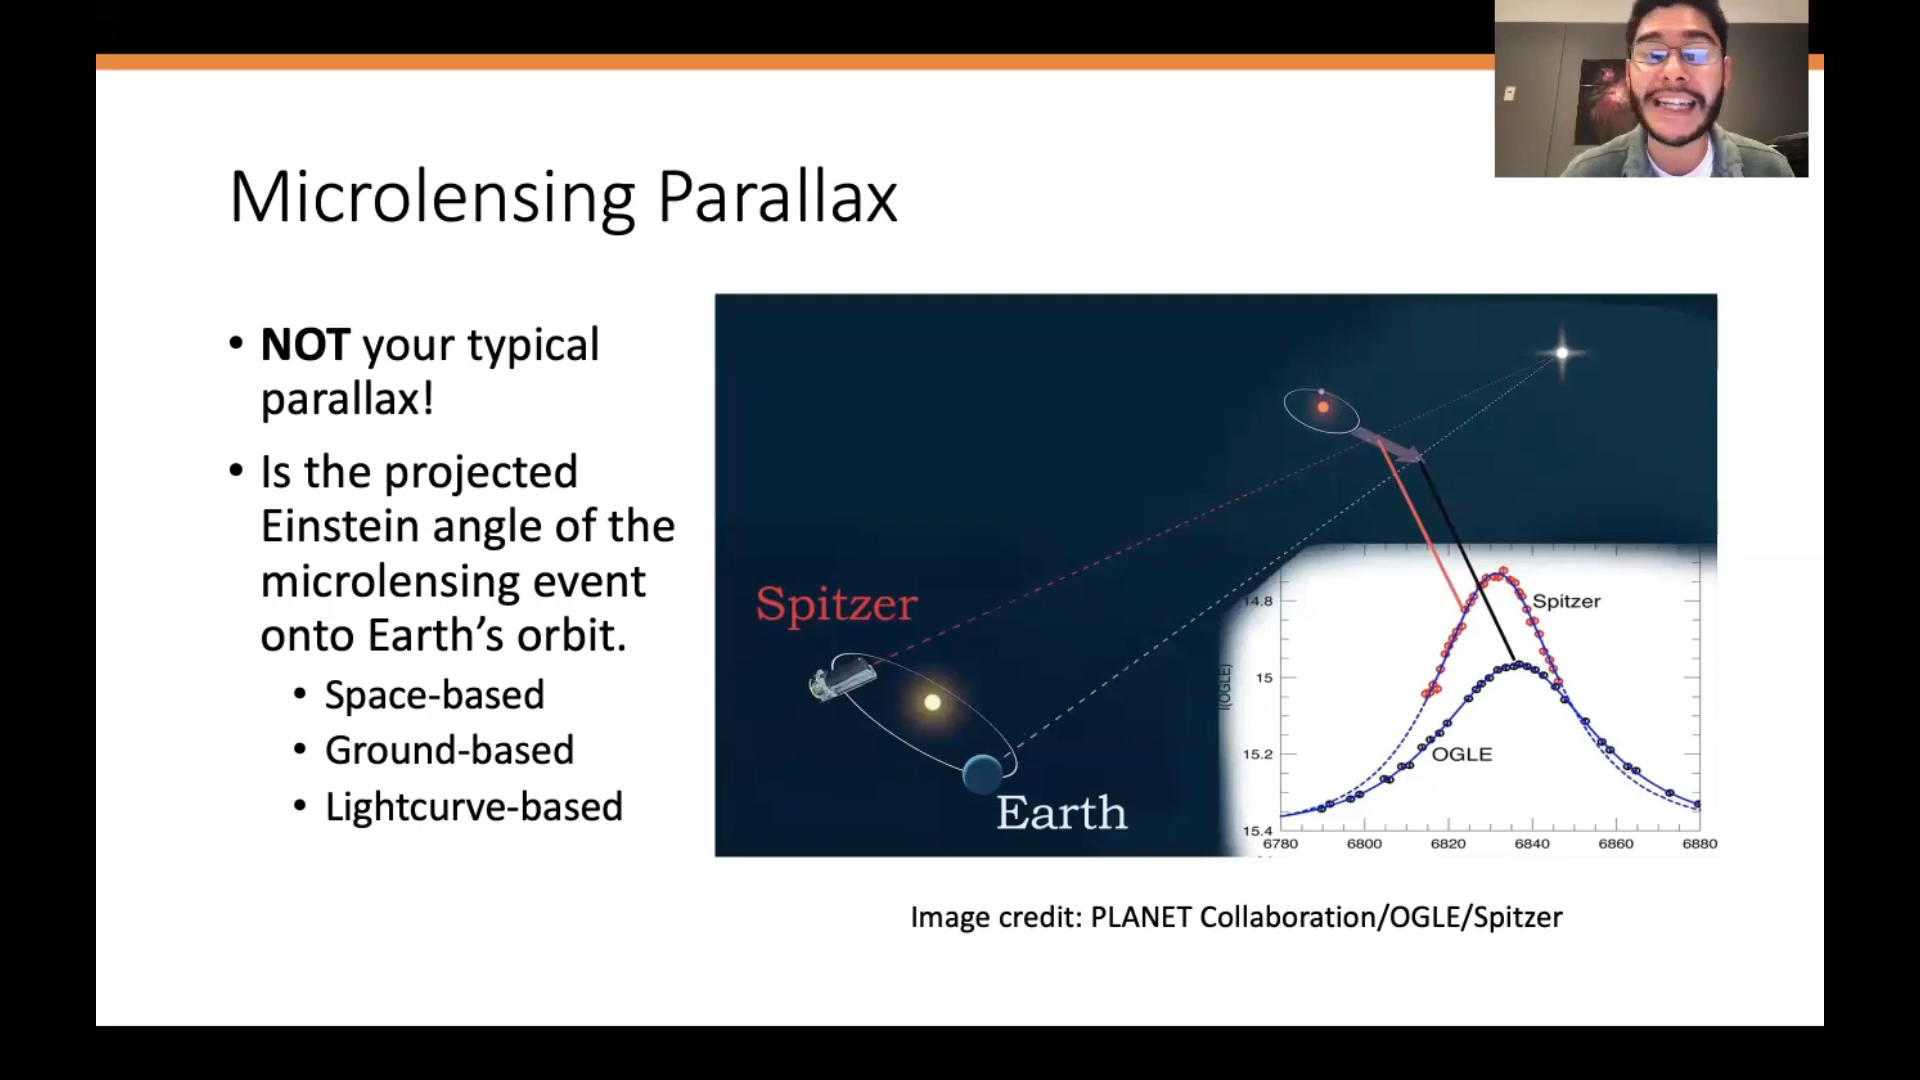 Microlensing Parallax
• NOT your typical
parallax!
• Is the projected
Einstein angle of the
microlensing event
onto Earth’s orbit.
• Space-based
• Ground-based
• Lightcurve-based
Spitzer
Earth
I(OGLE)
14.8
15
15.2
15.4
Spitzer
OGLE
6780 6800 6820 6840 6860 6880
Image credit: PLANET Collaboration/OGLE/Spitzer